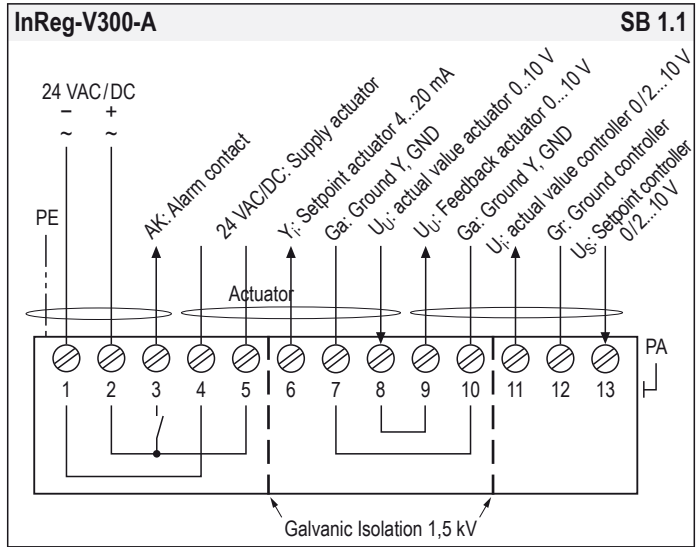 InReg-V300-A
SB 1.1
24 VAC/DC
− +
~ ~
PE
AK: Alarm contact
24 VAC/DC: Supply actuator
Yi: Setpoint actuator 4...20 mA
Ga: Ground Y, GND
UU: actual value actuator 0..10 V
UU: Feedback actuator 0...10 V
Ga: Ground Y, GND
Ui: actual value controller 0/2...10 V
Gr: Ground controller
US: Setpoint controller
0/2...10 V
Actuator
PA
1 2 3 4 5 6 7 8 9 10 11 12 13
Galvanic Isolation 1,5 kV